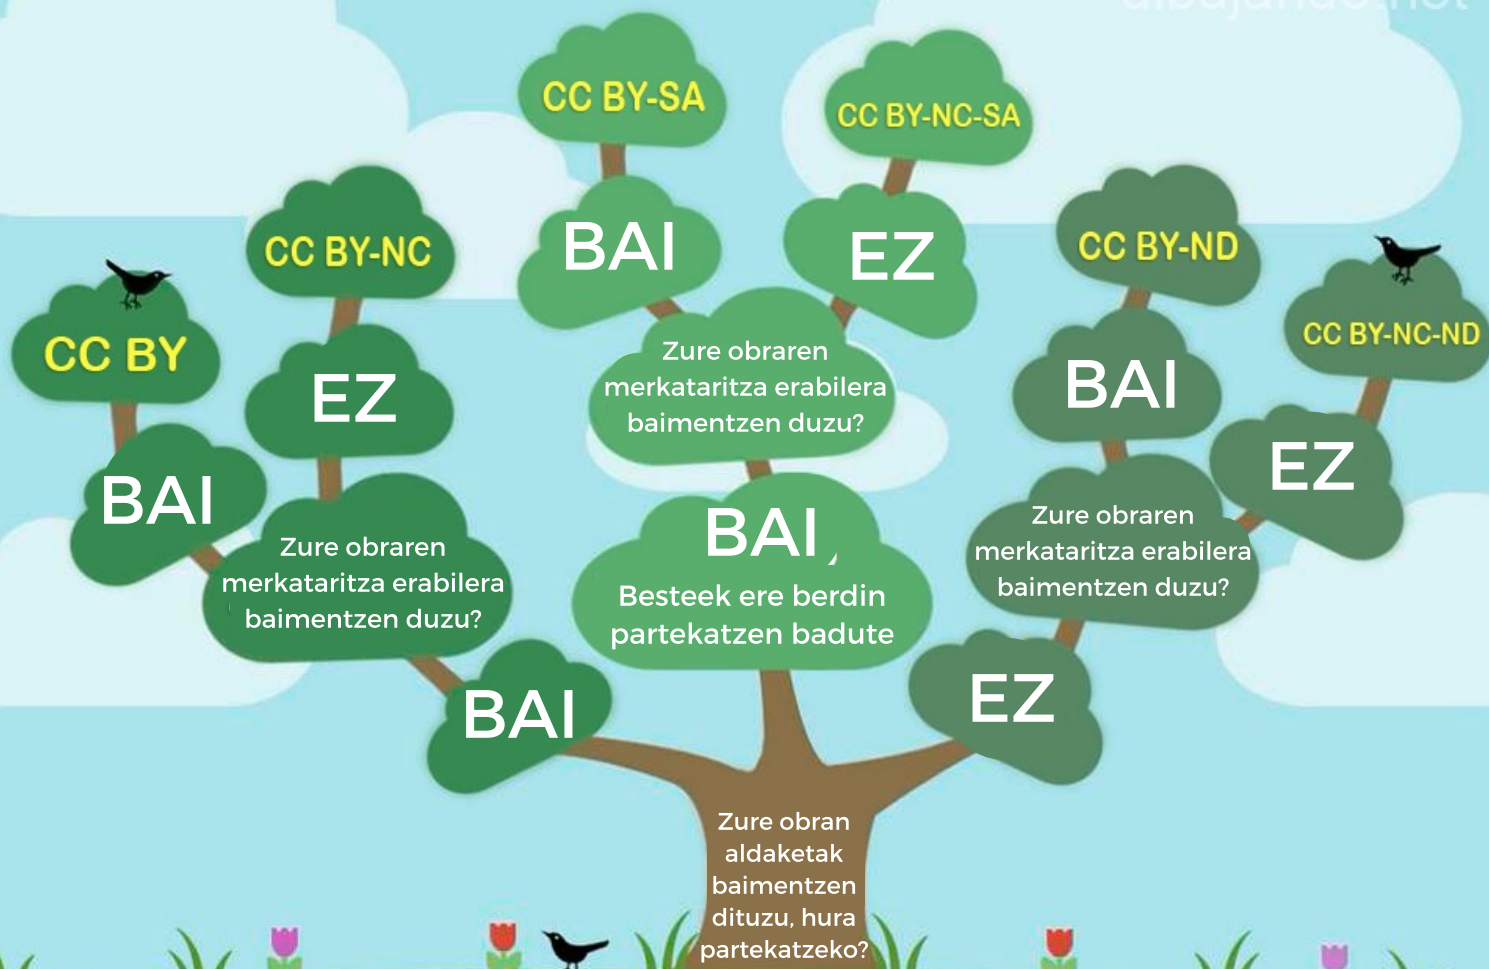 dibujando.net
CC BY-SA
CC BY-NC-SA
CC BY-NC
BAI
EZ
CC BY-ND
CC BY-NC-ND
CC BY
EZ
Zure obraren
merkataritza erabilera
baimentzen duzu?
BAI
EZ
BAI
Zure obraren
merkataritza erabilera
baimentzen duzu?
BAI,
Besteek ere berdin
partekatzen badute
Zure obraren
merkataritza erabilera
baimentzen duzu?
BAI
EZ
Zure obran
aldaketak
baimentzen
dituzu, hura
partekatzeko?